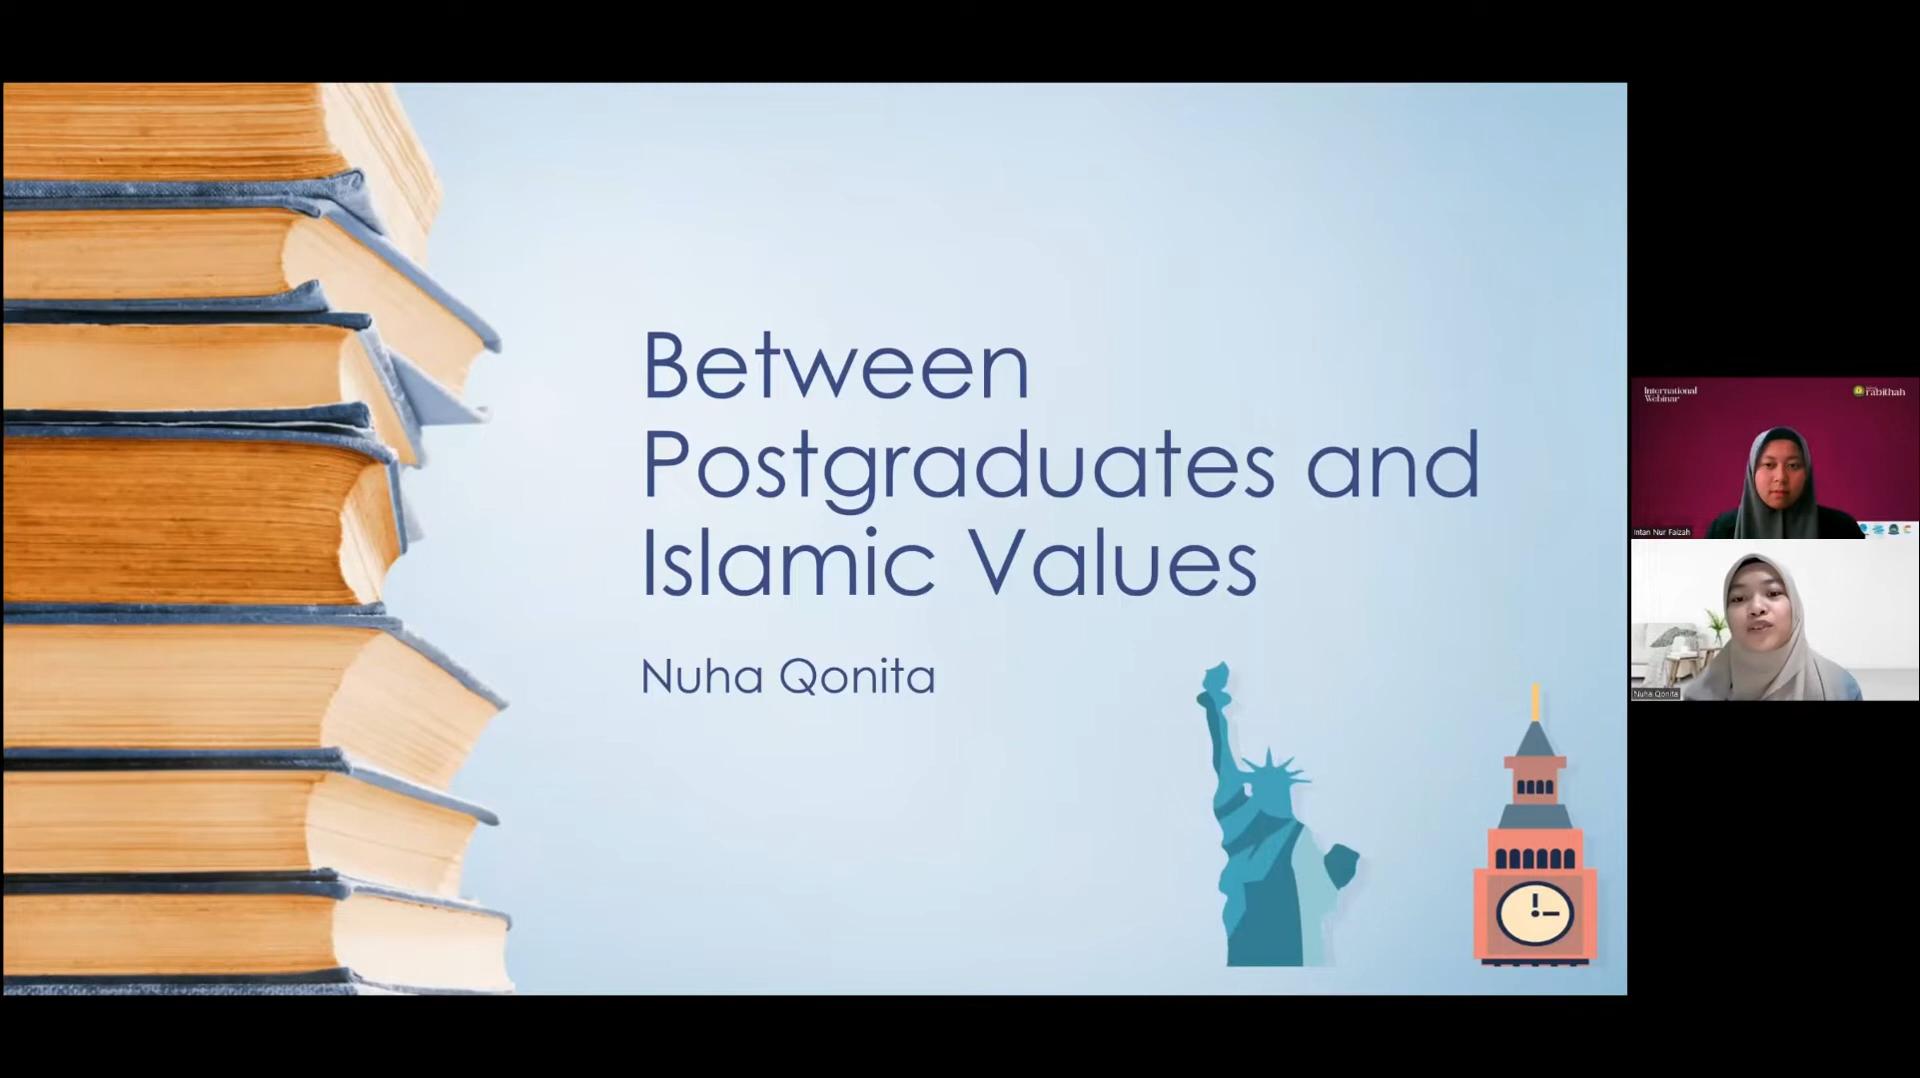 Between
Postgraduates and
Islamic Values
Nuha Qonita
International
Webinar
rabithah
Intan Nur Faizah
Nuha Qonita